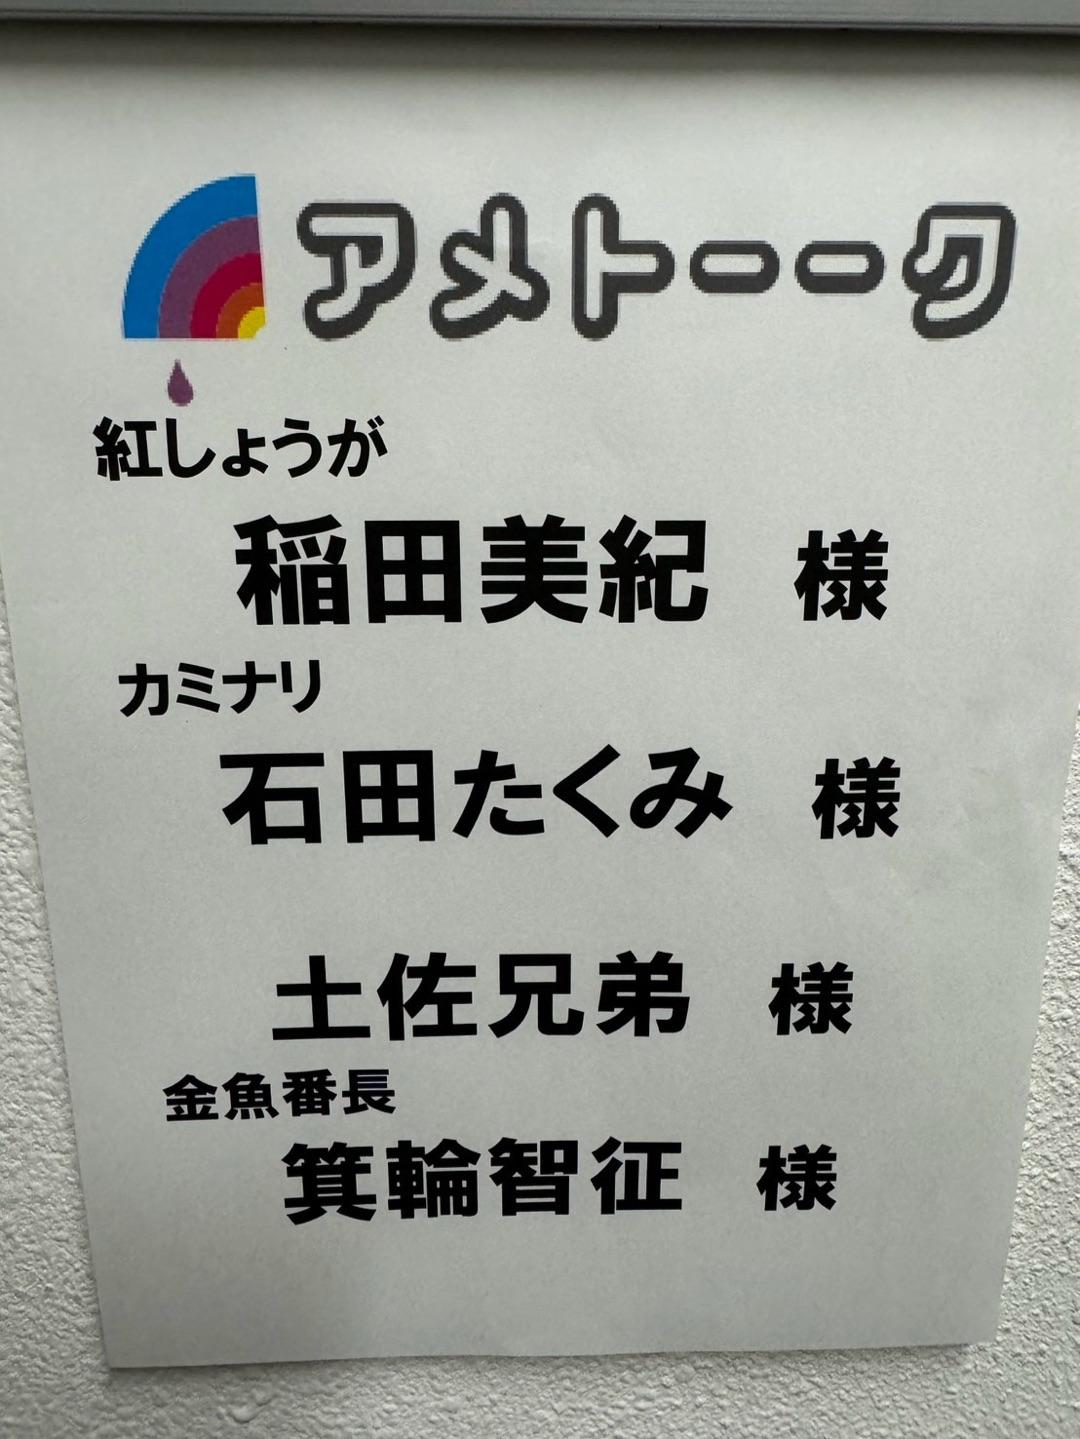 アメトーーク
紅しょうが
稲田美紀 様
カミナリ
石田たくみ 様
土佐兄弟 様
金魚番長
箕輪智征 様